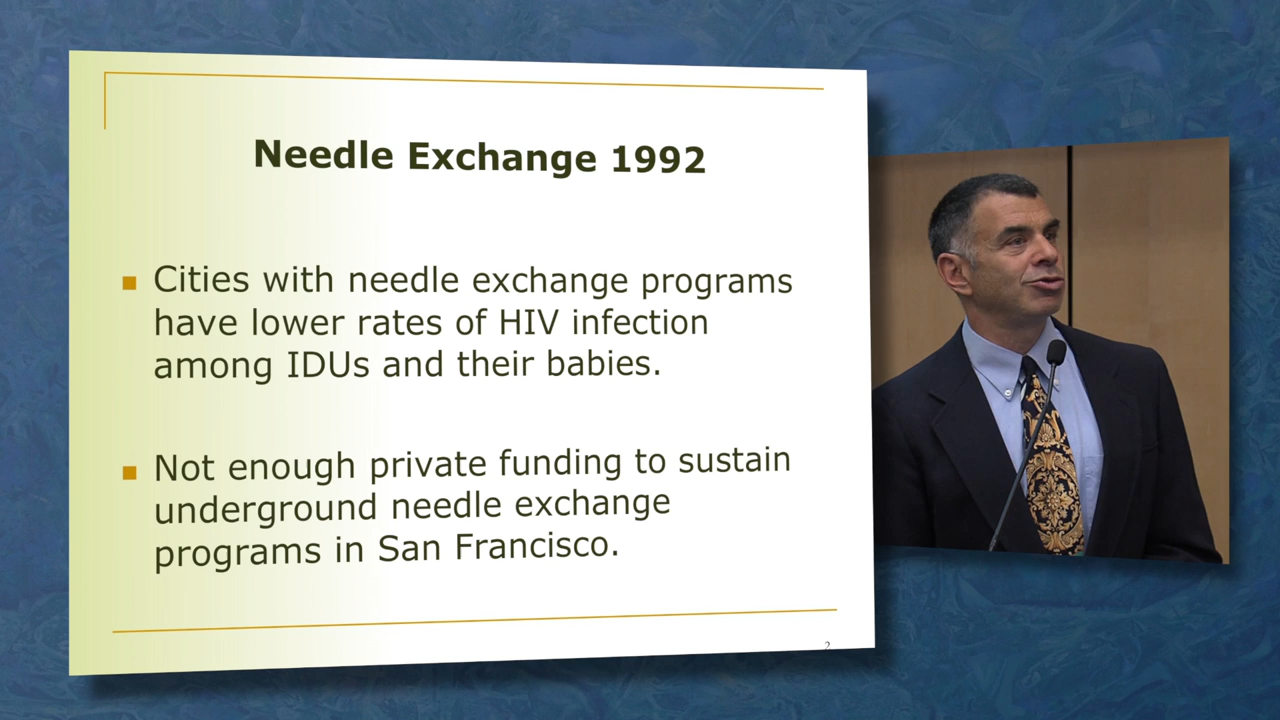 Needle Exchange 1992
Cities with needle exchange programs
have lower rates of HIV infection
among IDUs and their babies.
Not enough private funding to sustain
underground needle exchange
programs in San Francisco.
2